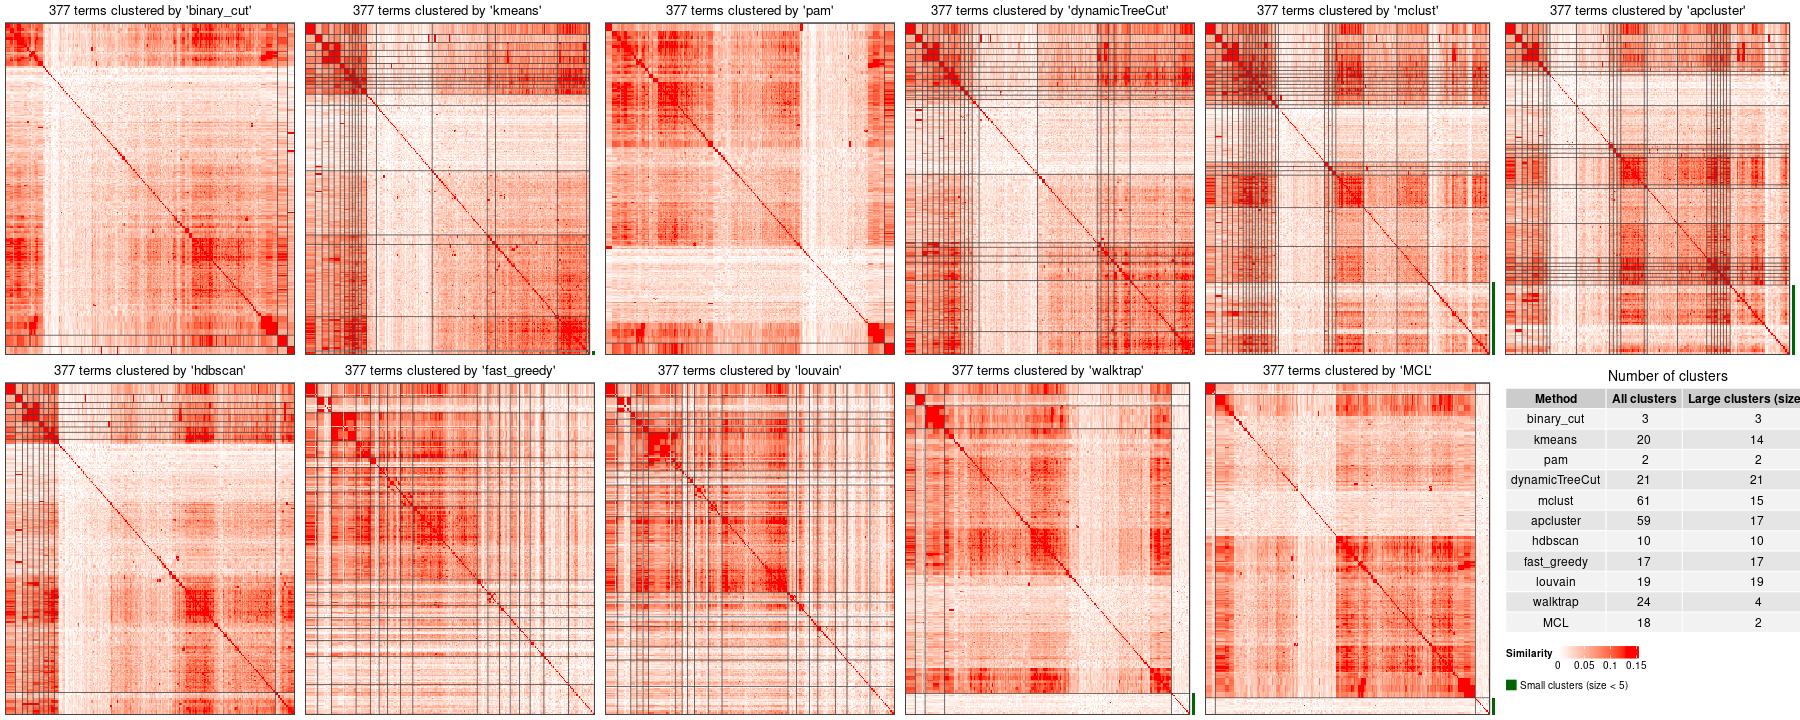 377 terms clustered by 'binary_cut'
377 terms clustered by 'kmeans'
377 terms clustered by 'pam'
377 terms clustered by 'dynamicTreeCut'
377 terms clustered by 'mclust'
377 terms clustered by 'apcluster'
377 terms clustered by 'hdbscan'
377 terms clustered by 'fast_greedy'
377 terms clustered by 'louvain'
377 terms clustered by 'walktrap'
377 terms clustered by 'MCL'
Number of clusters
Method All clusters Large clusters (size
binary_cut 3 3
kmeans 20 14
pam 2 2
dynamicTreeCut 21 21
mclust 61 15
apcluster 59 17
hdbscan 10 10
fast_greedy 17 17
louvain 19 19
walktrap 24 4
MCL 18 2
Similarity
0 0.05 0.1 0.15
Small clusters (size < 5)